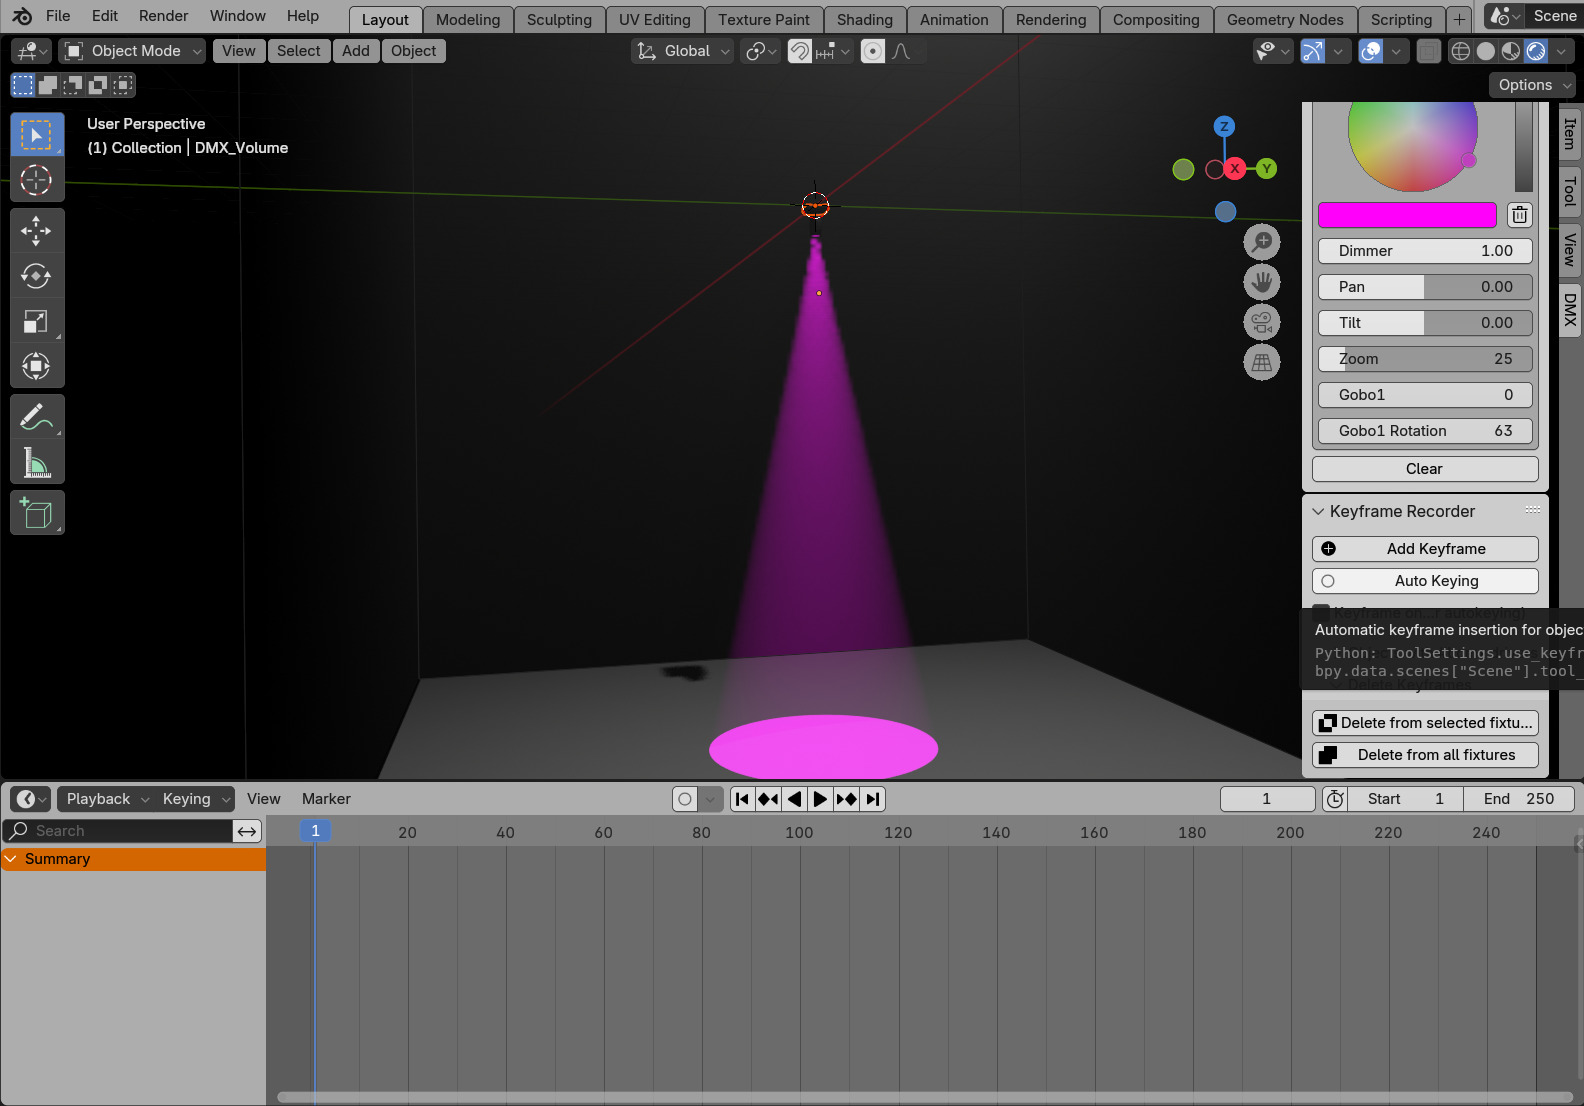 File Edit Render Window Help Layout Modeling Sculpting UV Editing Texture Paint Shading Animation Rendering Compositing Geometry Nodes Scripting + Scene
Object Mode View Select Add Object Global
Options
User Perspective
(1) Collection | DMX_Volume
Z
X
Y
Item
Tool
View
DMX
Dimmer 1.00
Pan 0.00
Tilt 0.00
Zoom 25
Gobo1 0
Gobo1 Rotation 63
Clear
Keyframe Recorder
Add Keyframe
Auto Keying
Keyframe on...r autokeying)
Automatic keyframe insertion for objec
Python: ToolSettings.use_keyfr
bpy.data.scenes["Scene"].tool_
Delete Keyframes
Delete from selected fixtu...
Delete from all fixtures
Playback Keying View Marker 1 Start 1 End 250
Search 1 20 40 60 80 100 120 140 160 180 200 220 240
Summary